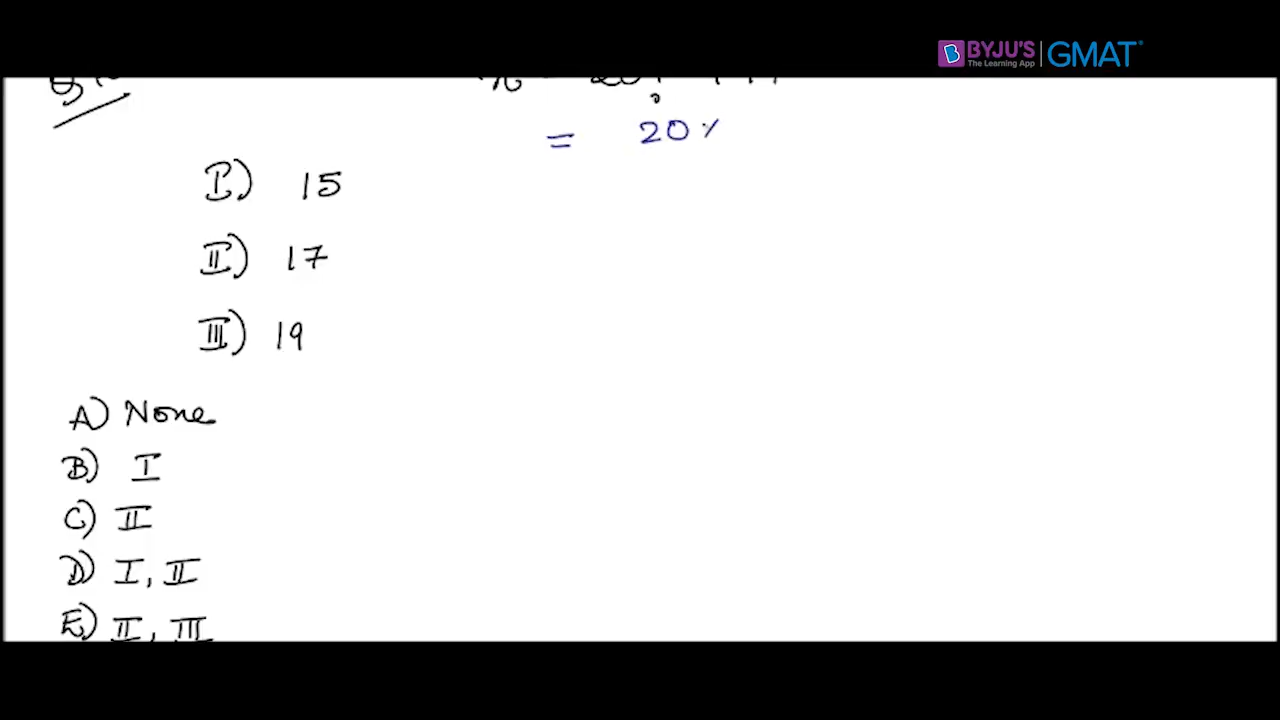 BYJU'S
The Learning App
GMAT
= 20 x
I) 15
II) 17
III) 19
A) None
B) I
C) II
D) I, II
E) II, III